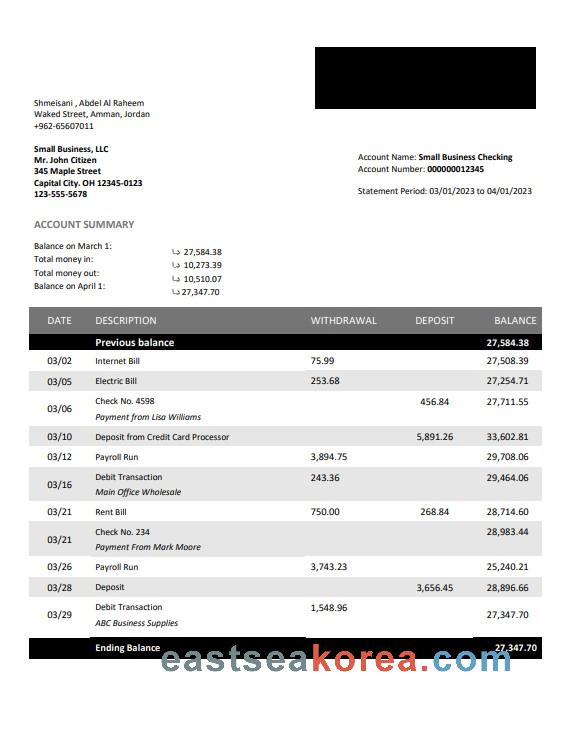 Shmeisani , Abdel Al Raheem
Waked Street, Amman, Jordan
+962-65607011
Small Business, LLC
Mr. John Citizen
345 Maple Street
Capital City. OH 12345-0123
123-555-5678
Account Name: Small Business Checking
Account Number: 000000012345
Statement Period: 03/01/2023 to 04/01/2023
ACCOUNT SUMMARY
Balance on March 1: 27,584.38 د.ا
Total money in: 10,273.39 د.ا
Total money out: 10,510.07 د.ا
Balance on April 1: 27,347.70 د.ا
DATE DESCRIPTION WITHDRAWAL DEPOSIT BALANCE
Previous balance 27,584.38
03/02 Internet Bill 75.99 27,508.39
03/05 Electric Bill 253.68 27,254.71
03/06 Check No. 4598 456.84 27,711.55
Payment from Lisa Williams
03/10 Deposit from Credit Card Processor 5,891.26 33,602.81
03/12 Payroll Run 3,894.75 29,708.06
03/16 Debit Transaction 243.36 29,464.06
Main Office Wholesale
03/21 Rent Bill 750.00 268.84 28,714.60
03/21 Check No. 234 28,983.44
Payment From Mark Moore
03/26 Payroll Run 3,743.23 25,240.21
03/28 Deposit 3,656.45 28,896.66
03/29 Debit Transaction 1,548.96 27,347.70
ABC Business Supplies
Ending Balance 27,347.70
eastseakorea.com